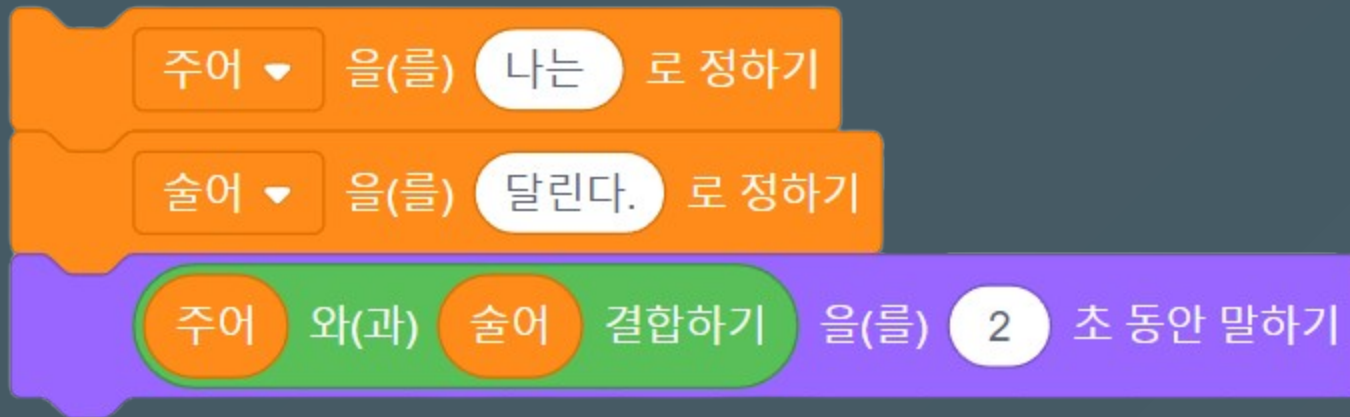 주어 을(를) 나는 로 정하기
술어 을(를) 달린다. 로 정하기
주어 와(과) 술어 결합하기 을(를) 2 초 동안 말하기